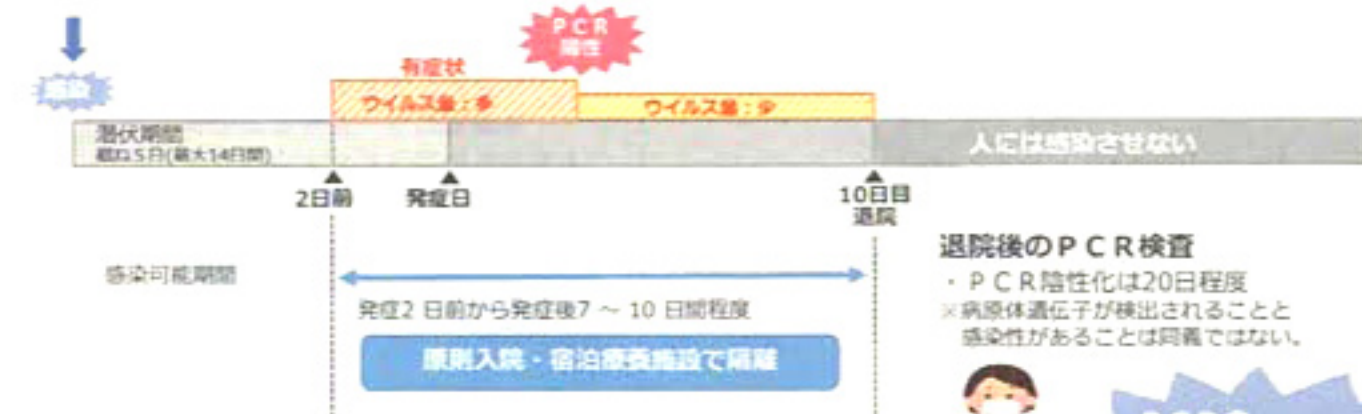 PCR
陽性
感染
有症状
ウイルス量:多
ウイルス量:少
潜伏期間
概ね5日(最大14日間)
人には感染させない
2日前
発症日
10日目
退院
退院後のPCR検査
・PCR陰性化は20日程度
※病原体遺伝子が検出されることと
感染性があることは同義ではない。
感染可能期間
発症2 日前から発症後7 ~ 10 日間程度
原則入院・宿泊療養施設で隔離